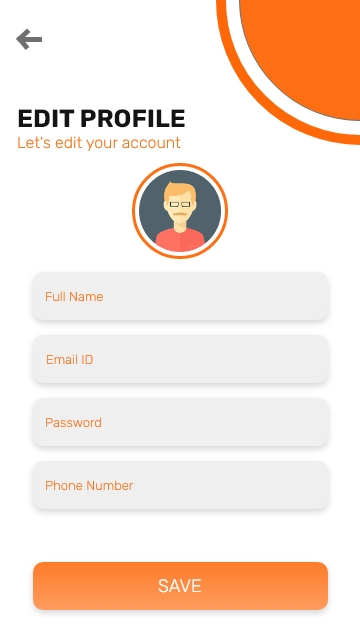 EDIT PROFILE
Let's edit your account
Full Name
Email ID
Password
Phone Number
SAVE